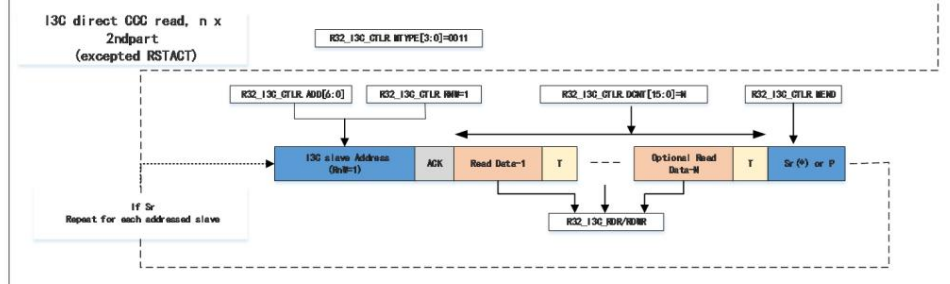 I3C direct CCC read, n x
2ndpart
(excepted RSTACT)
R32_I3C_CTLR.MTYPE[3:0]=0011
R32_I3C_CTLR.ADD[6:0]
R32_I3C_CTLR.RNW=1
R32_I3C_CTLR.DCNT[15:0]=N
R32_I3C_CTLR.MEND
I3C slave Address
(RnW=1)
ACK
Read Data-1
T
Optional Read
Data-N
T
Sr(*) or P
If Sr
Repeat for each addressed slave
R32_I3C_RDR/RDWR